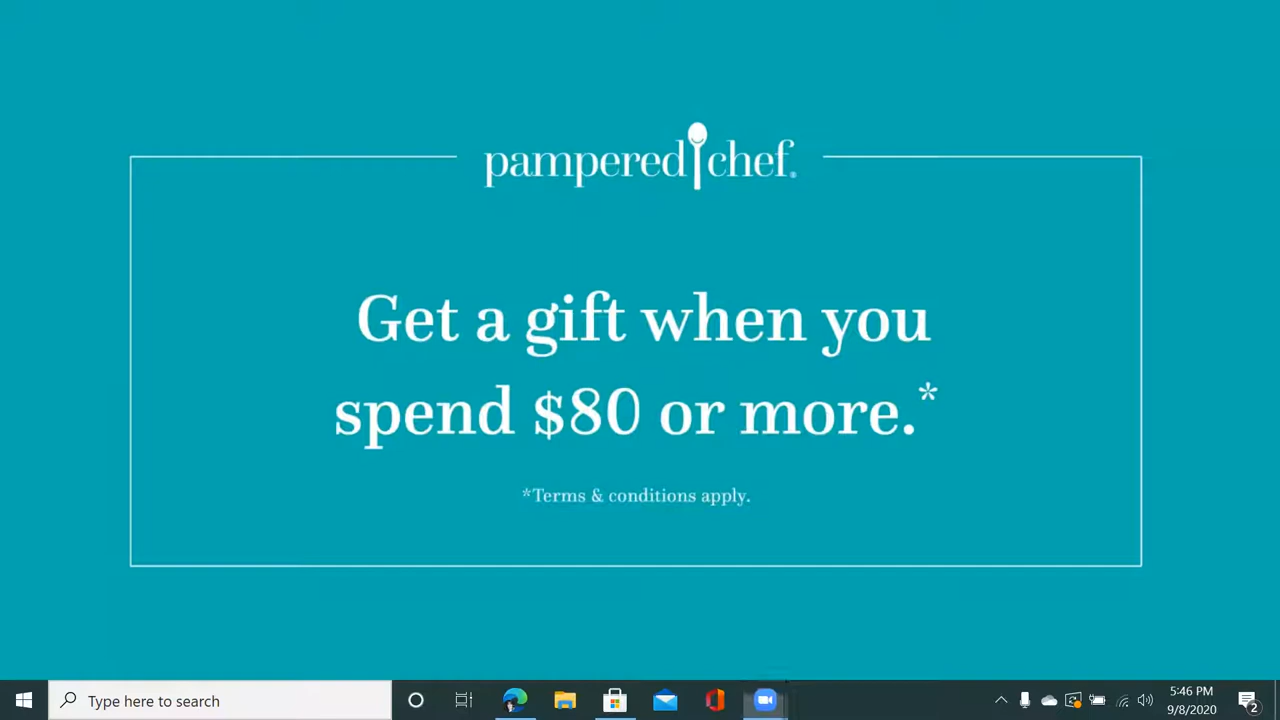 pampered chef®
Get a gift when you
spend $80 or more.*
*Terms & conditions apply.
Type here to search
5:46 PM
9/8/2020
2